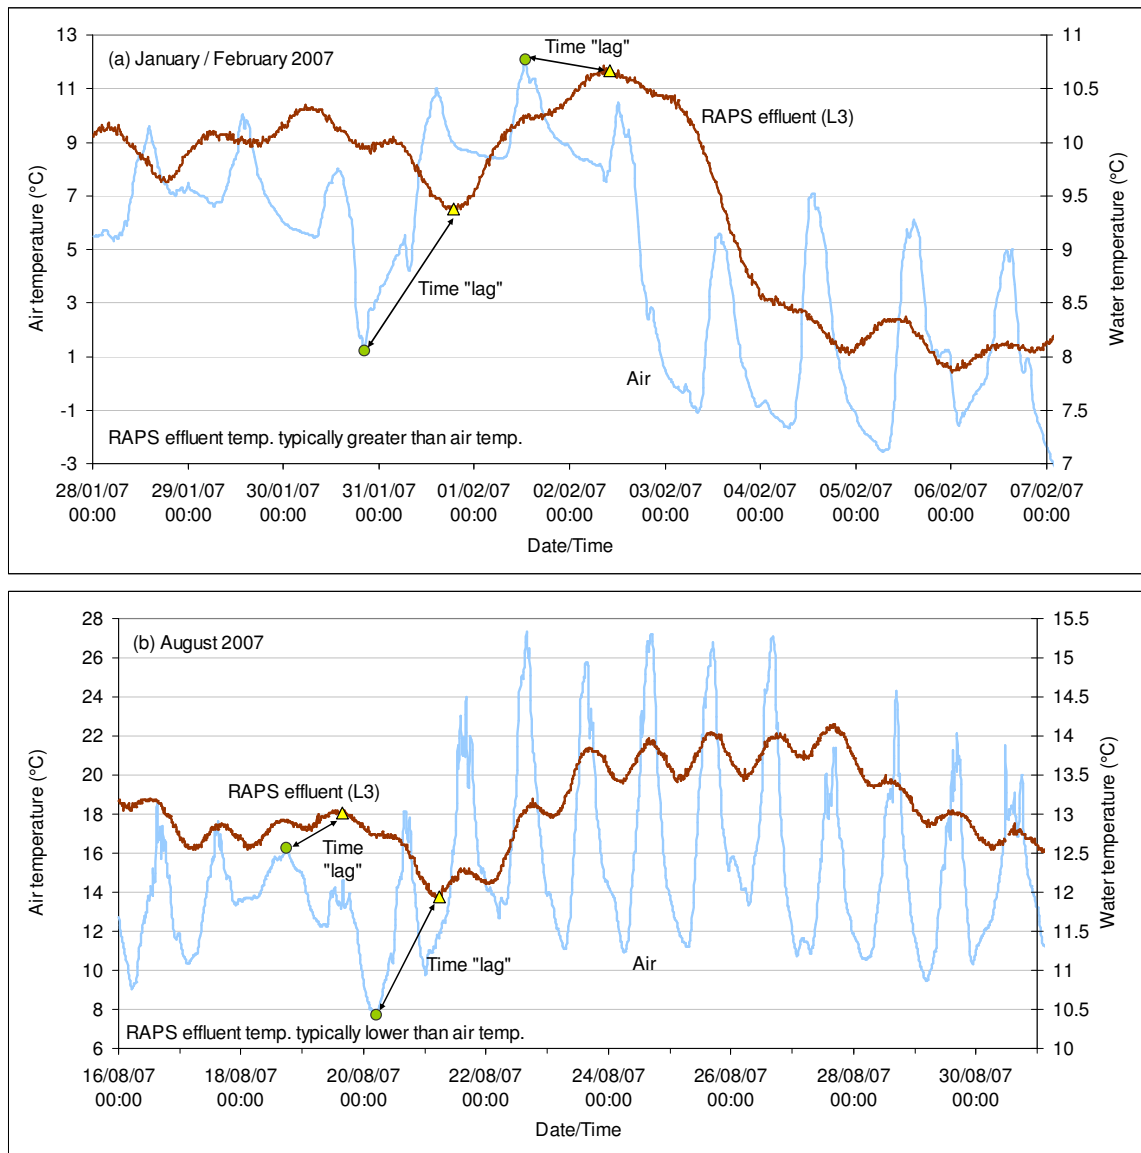 (a) January / February 2007
Time "lag"
RAPS effluent (L3)
Time "lag"
Air
RAPS effluent temp. typically greater than air temp.
Air temperature (°C)
13
11
9
7
5
3
1
-1
-3
Water temperature (°C)
11
10.5
10
9.5
9
8.5
8
7.5
7
28/01/07 29/01/07 30/01/07 31/01/07 01/02/07 02/02/07 03/02/07 04/02/07 05/02/07 06/02/07 07/02/07
00:00 00:00 00:00 00:00 00:00 00:00 00:00 00:00 00:00 00:00 00:00
Date/Time
(b) August 2007
RAPS effluent (L3)
Time
"lag"
Time "lag"
Air
RAPS effluent temp. typically lower than air temp.
Air temperature (°C)
28
26
24
22
20
18
16
14
12
10
8
6
Water temperature (°C)
15.5
15
14.5
14
13.5
13
12.5
12
11.5
11
10.5
10
16/08/07 18/08/07 20/08/07 22/08/07 24/08/07 26/08/07 28/08/07 30/08/07
00:00 00:00 00:00 00:00 00:00 00:00 00:00 00:00
Date/Time